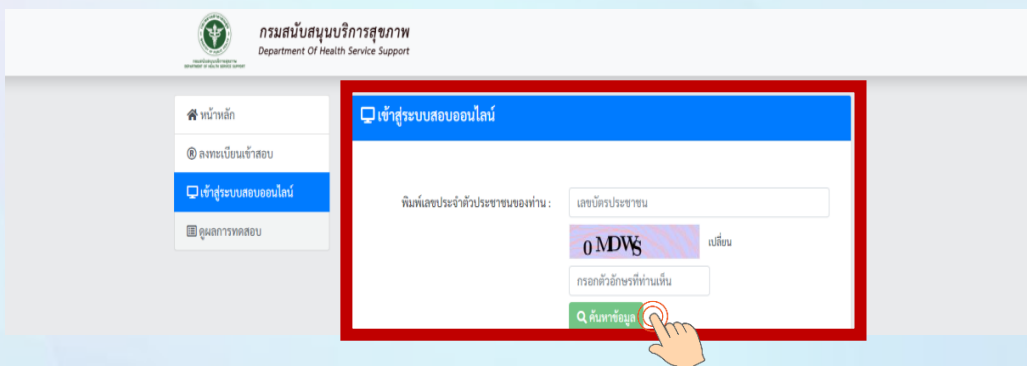 กรมสนับสนุนบริการสุขภาพ
Department Of Health Service Support
หน้าหลัก
ลงทะเบียนเข้าสอบ
เข้าสู่ระบบสอบออนไลน์
ดูผลการทดสอบ
เข้าสู่ระบบสอบออนไลน์
พิมพ์เลขประจำตัวประชาชนของท่าน :
เลขบัตรประชาชน
0 MDWS
เปลี่ยน
กรอกตัวอักษรที่ท่านเห็น
ค้นหาข้อมูล